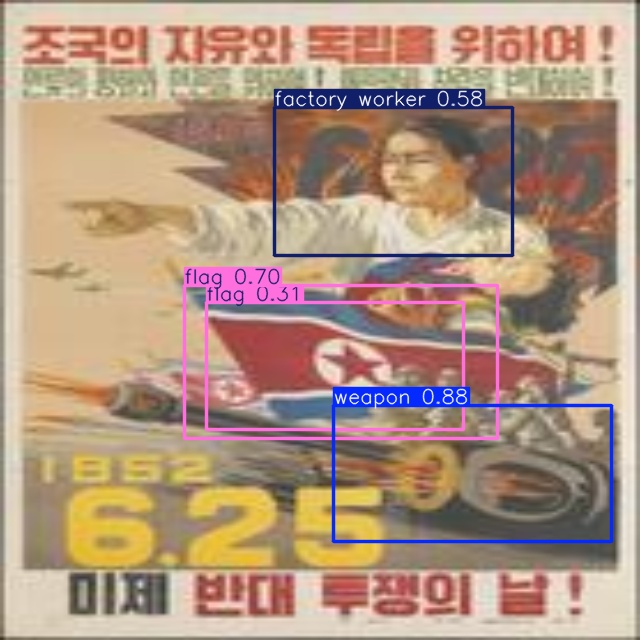 조국의 자유와 독립을 위하여!
factory worker 0.58
flag 0.70
flag 0.31
weapon 0.88
1952
6.25
미제 반대 투쟁의 날!